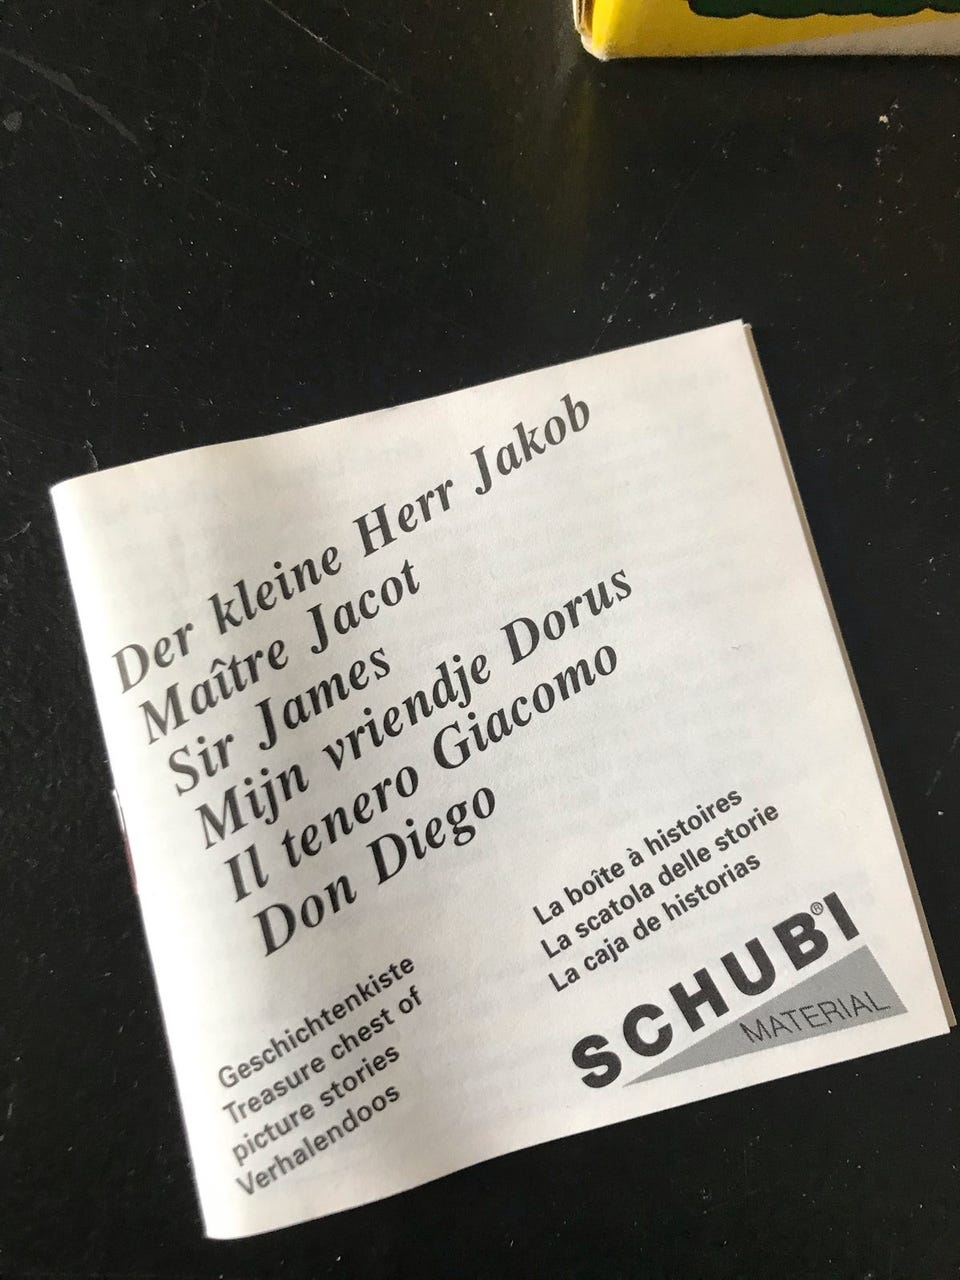 Der kleine Herr Jakob
Maître Jacot
Sir James
Mijn vriendje Dorus
Il tenero Giacomo
Don Diego
Geschichtenkiste
Treasure chest of
picture stories
Verhalendoos
La boîte à histoires
La scatola delle storie
La caja de historias
SCHUBI®
MATERIAL